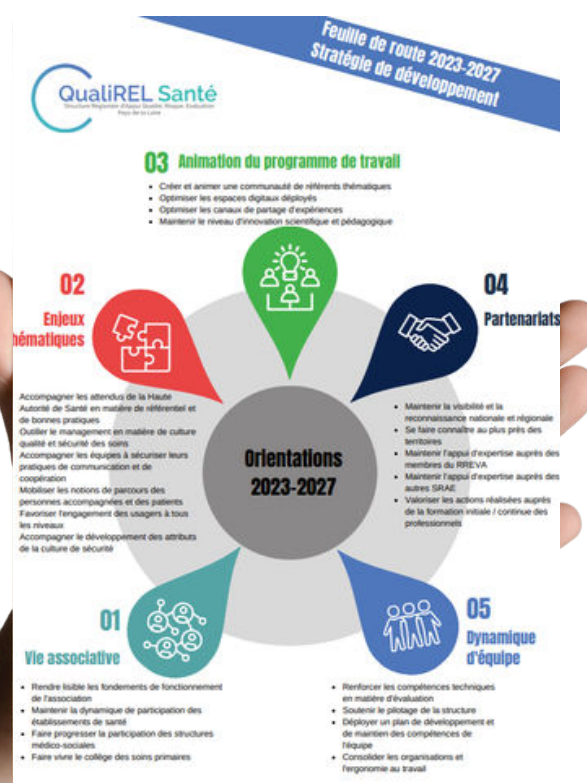 Feuille de route 2023-2027
Stratégie de développement
QualiREL Santé
Structure Régionale d'Appui Qualité, Risque, Evaluation
Pays de la Loire
03 Animation du programme de travail
• Créer et animer une communauté de référents thématiques
• Optimiser les espaces digitaux déployés
• Optimiser les canaux de partage d'expériences
• Maintenir le niveau d'innovation scientifique et pédagogique
02
Enjeux
hématiques
Accompagner les attendus de la Haute
Autorité de Santé en matière de référentiel et
de bonnes pratiques
Outiller le management en matière de culture
qualité et sécurité des soins
Accompagner les équipes à sécuriser leurs
pratiques de communication et de
coopération
Mobiliser les notions de parcours des
personnes accompagnées et des patients
Favoriser l'engagement des usagers à tous
les niveaux
Accompagner le développement des attributs
de la culture de sécurité
04
Partenariats
• Maintenir la visibilité et la
reconnaissance nationale et régionale
• Se faire connaître au plus près des
territoires
• Maintenir l'appui d'expertise auprès des
membres du RREVA
• Maintenir l'appui d'expertise auprès des
autres SRAE
• Valoriser les actions réalisées auprès
de la formation initiale / continue des
professionnels
Orientations
2023-2027
01
Vie associative
• Rendre lisible les fondements de fonctionnement
de l'association
• Maintenir la dynamique de participation des
établissements de santé
• Faire progresser la participation des structures
médico-sociales
• Faire vivre le collège des soins primaires
05
Dynamique
d'équipe
• Renforcer les compétences techniques
en matière d'évaluation
• Soutenir le pilotage de la structure
• Déployer un plan de développement et
de maintien des compétences de
l'équipe
• Consolider les organisations et
l'ergonomie au travail